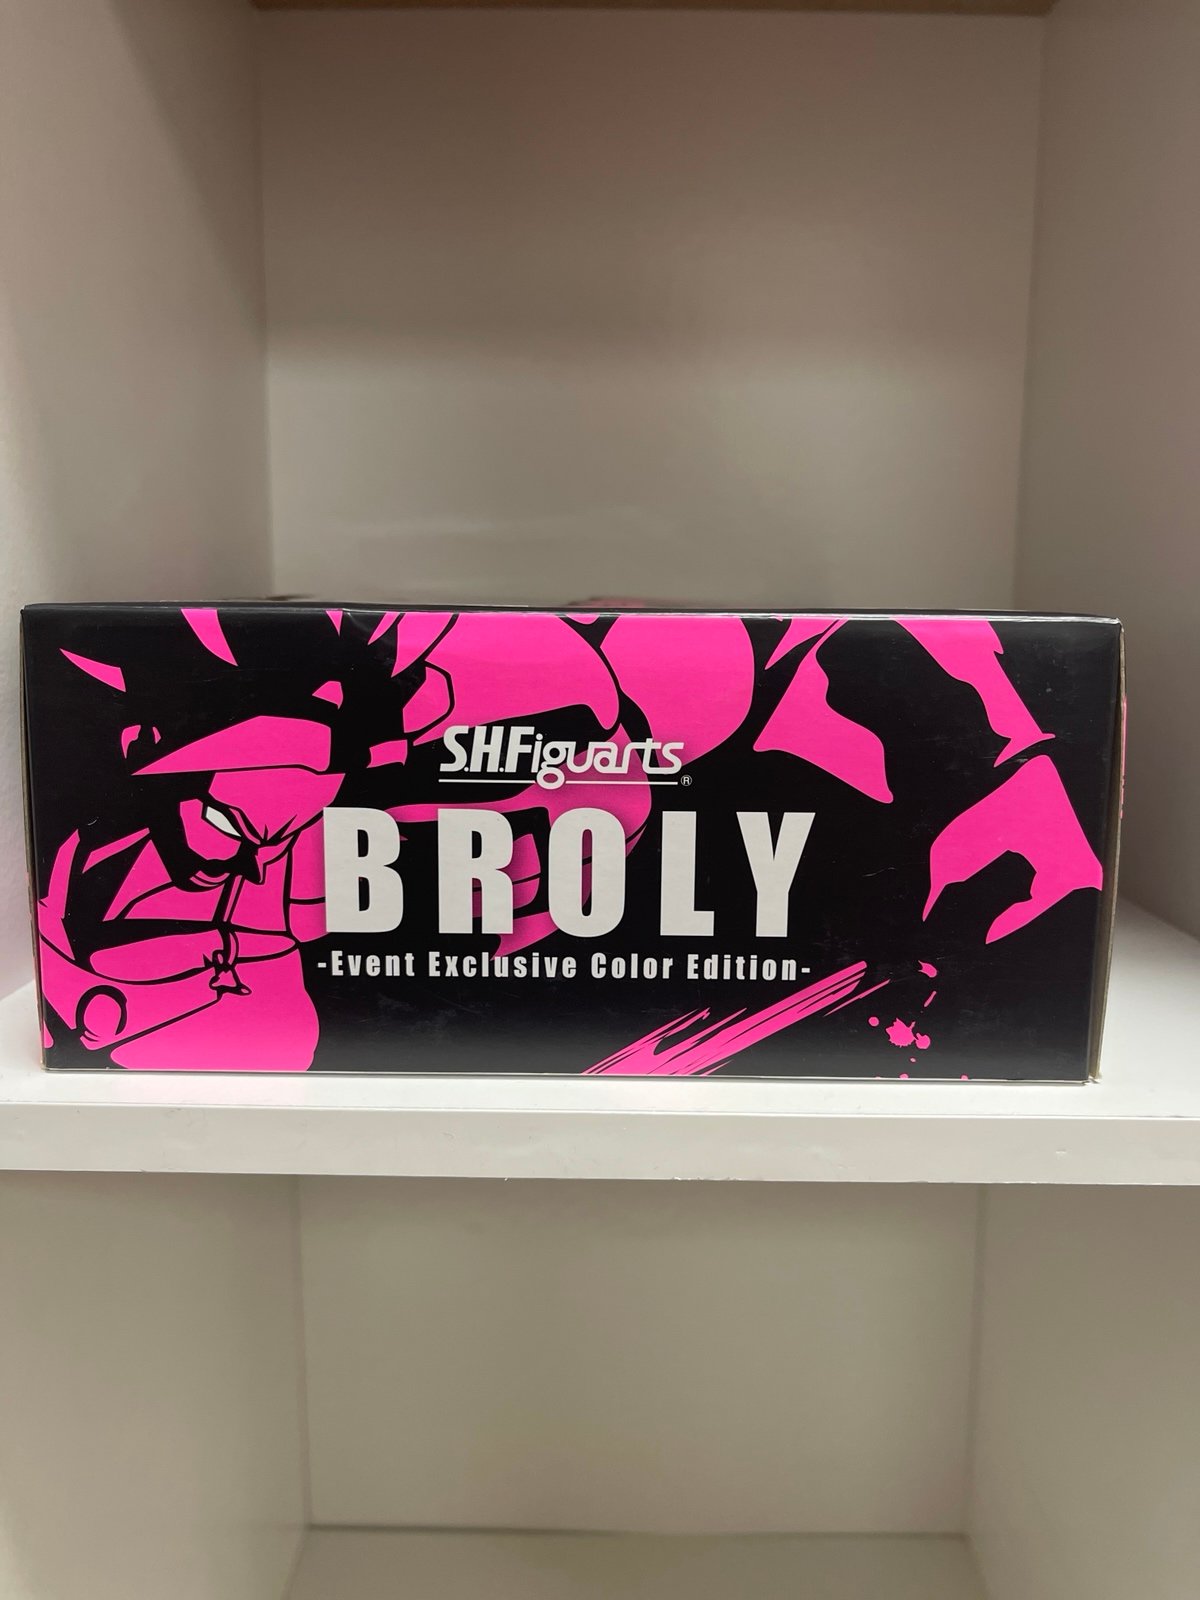 S.H.Figuarts®
BROLY
-Event Exclusive Color Edition-